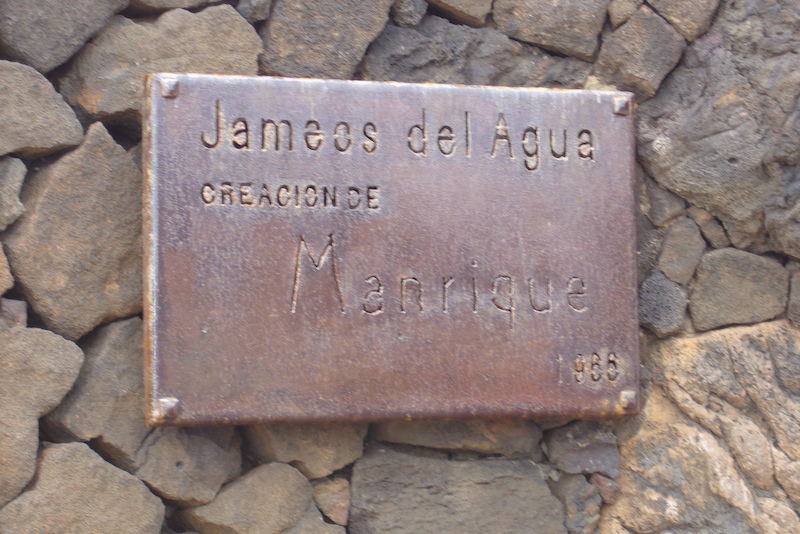 Jameos del Agua
CREACION DE
Manrique
1966